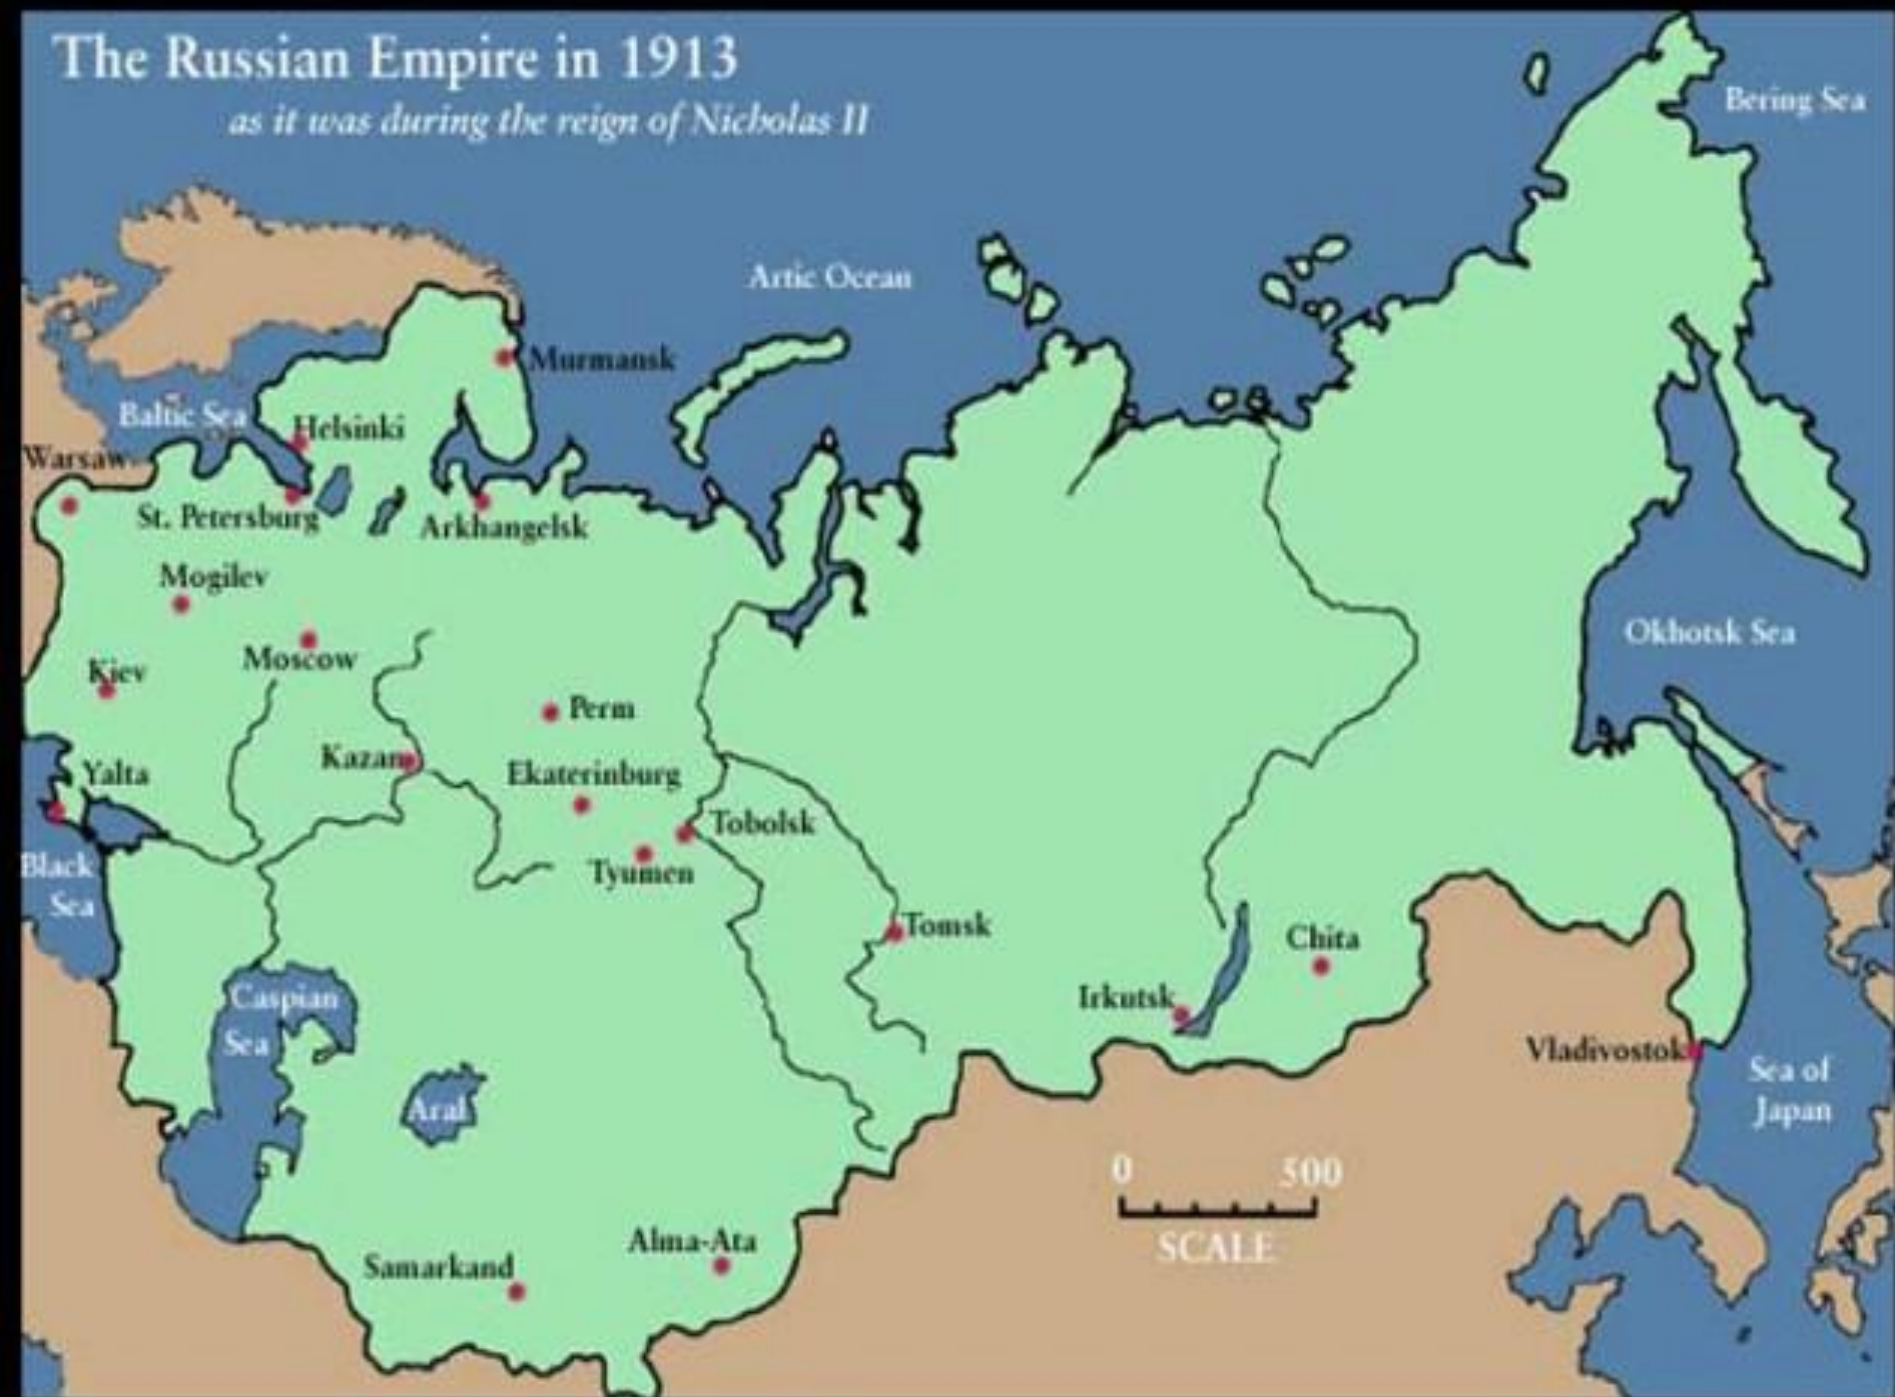 The Russian Empire in 1913
as it was during the reign of Nicholas II
Bering Sea
Artic Ocean
Murmansk
Baltic Sea
Helsinki
Warsaw
St. Petersburg
Arkhangelsk
Mogilev
Okhotsk Sea
Moscow
Kiev
Perm
Kazan
Yalta
Ekaterinburg
Tobolsk
Black
Sea
Tyumen
Tomsk
Chita
Caspian
Sea
Irkutsk
Vladivostok
Sea of
Japan
Aral
0 500
SCALE
Alma-Ata
Samarkand